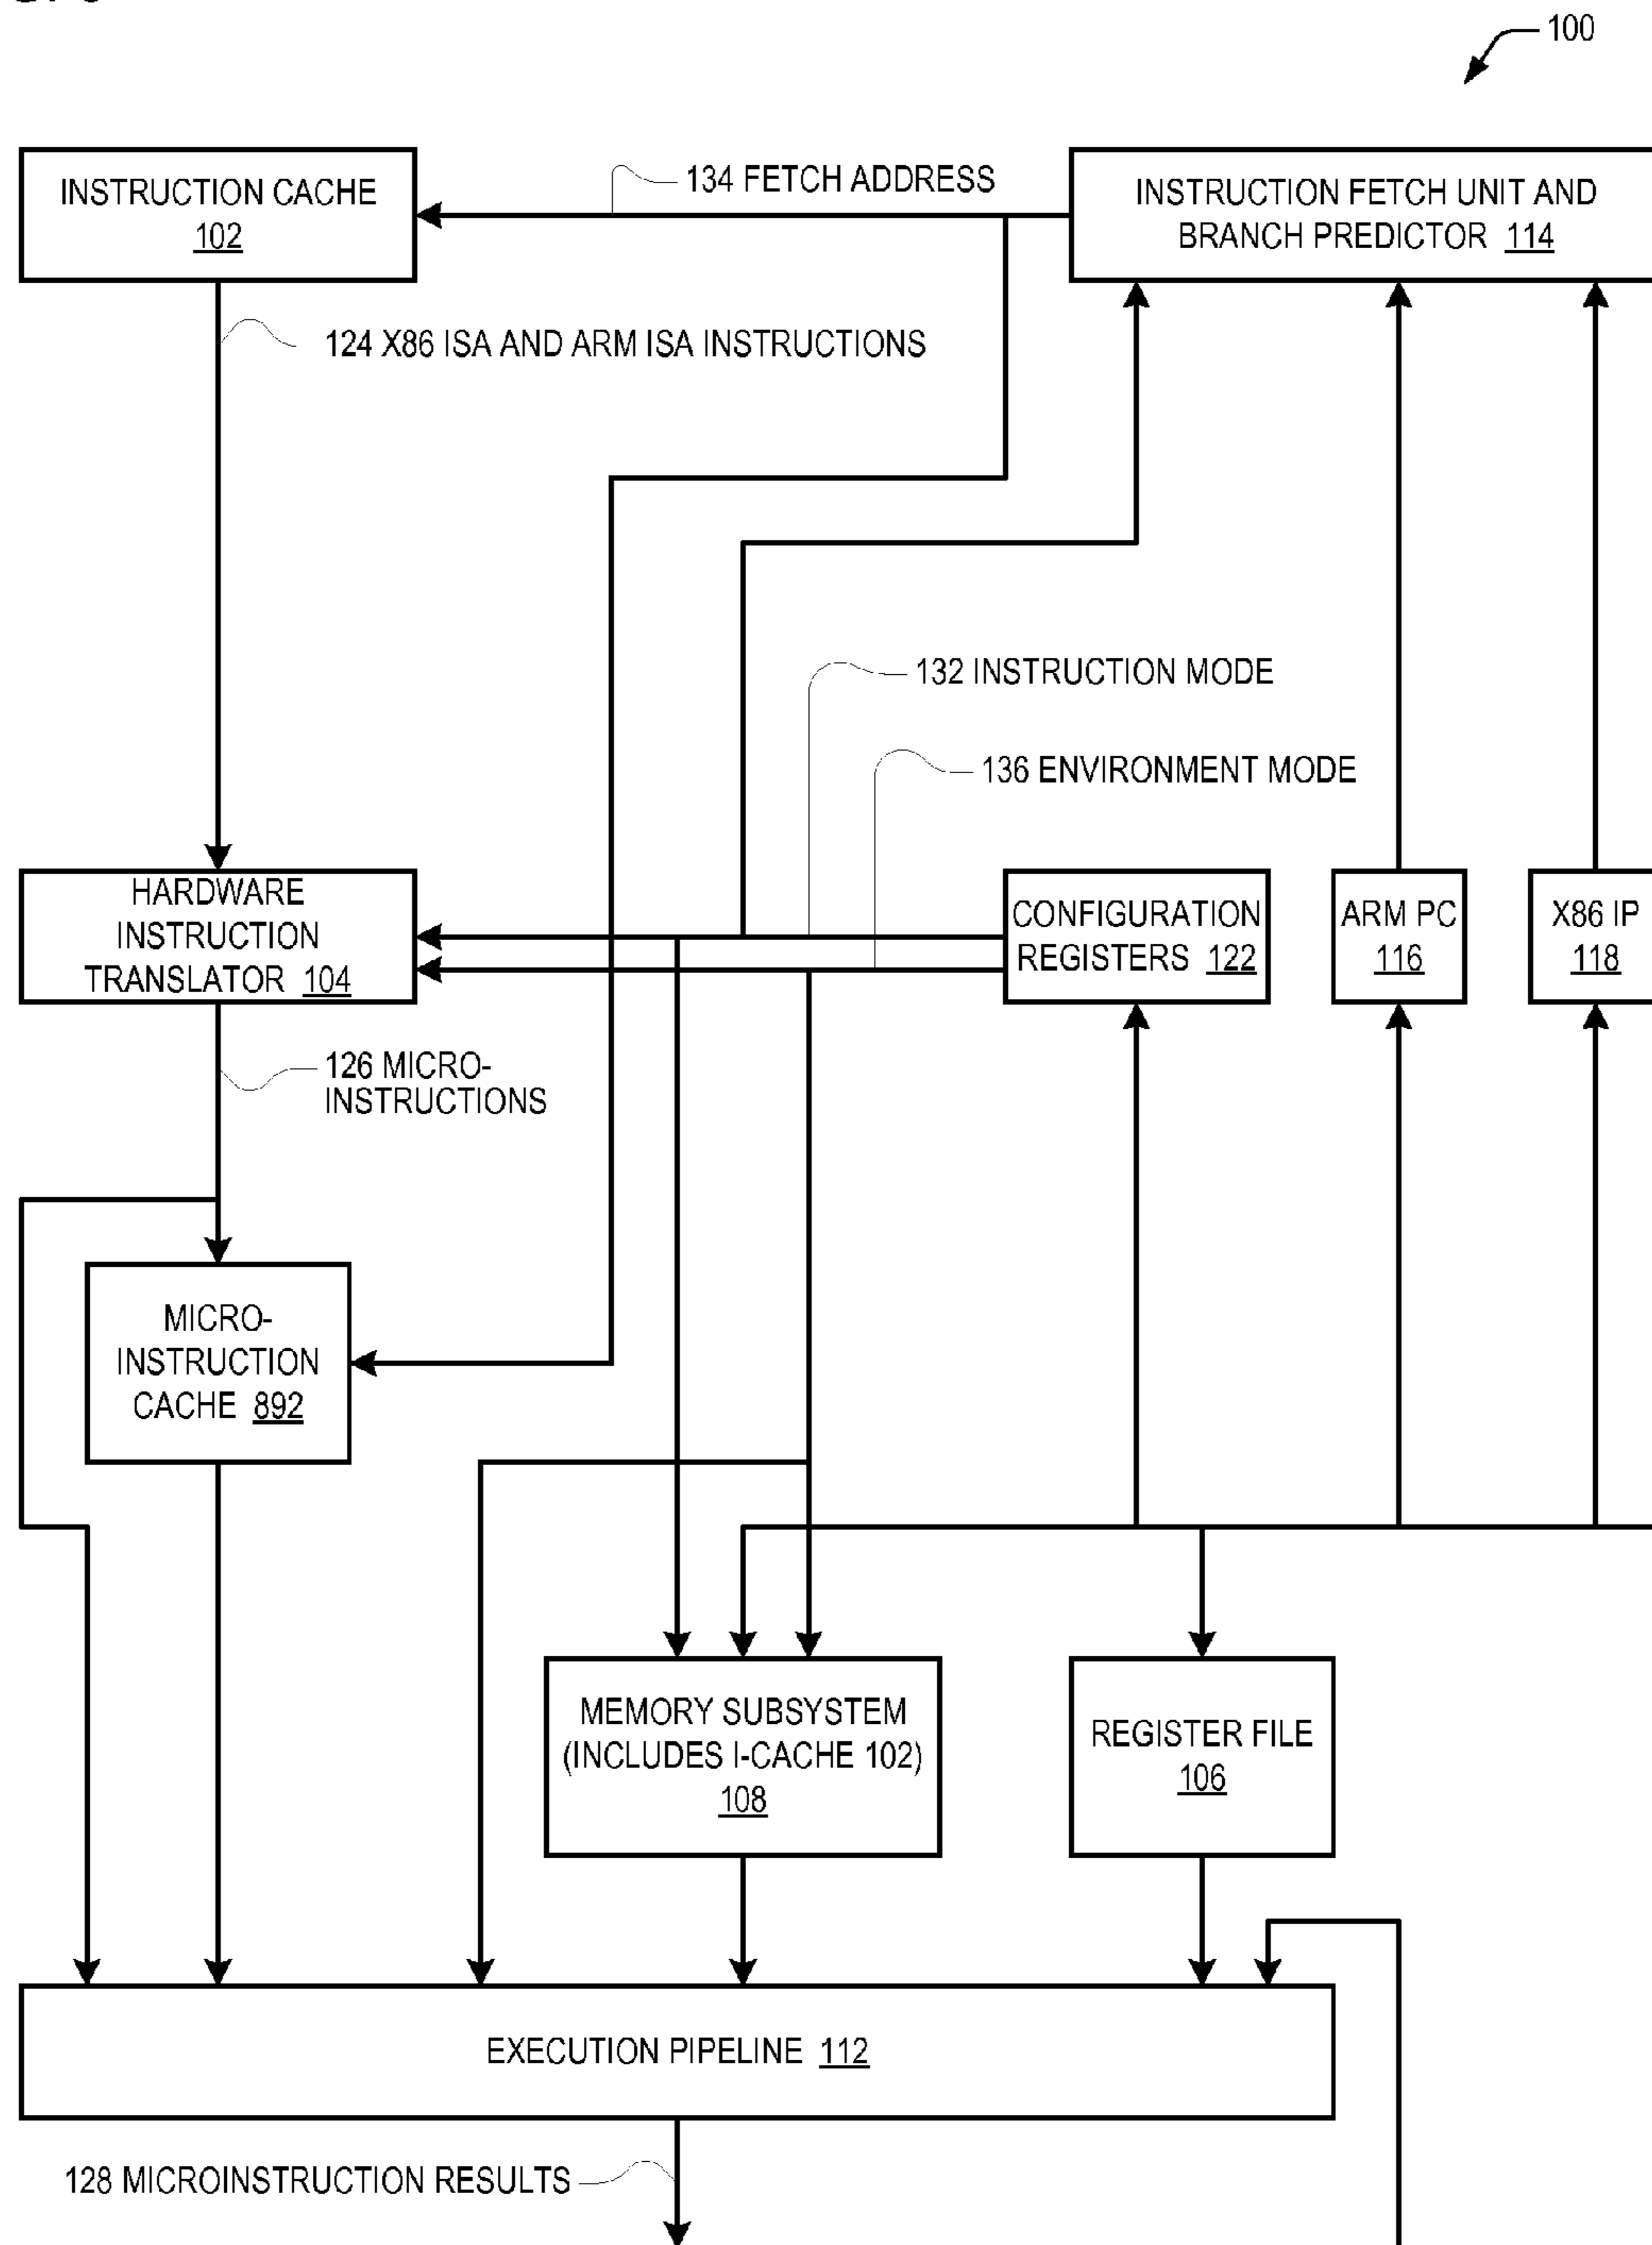 100
INSTRUCTION CACHE
102
134 FETCH ADDRESS
INSTRUCTION FETCH UNIT AND
BRANCH PREDICTOR 114
124 X86 ISA AND ARM ISA INSTRUCTIONS
132 INSTRUCTION MODE
136 ENVIRONMENT MODE
HARDWARE
INSTRUCTION
TRANSLATOR 104
CONFIGURATION
REGISTERS 122
ARM PC
116
X86 IP
118
126 MICRO-
INSTRUCTIONS
MICRO-
INSTRUCTION
CACHE 892
MEMORY SUBSYSTEM
(INCLUDES I-CACHE 102)
108
REGISTER FILE
106
EXECUTION PIPELINE 112
128 MICROINSTRUCTION RESULTS